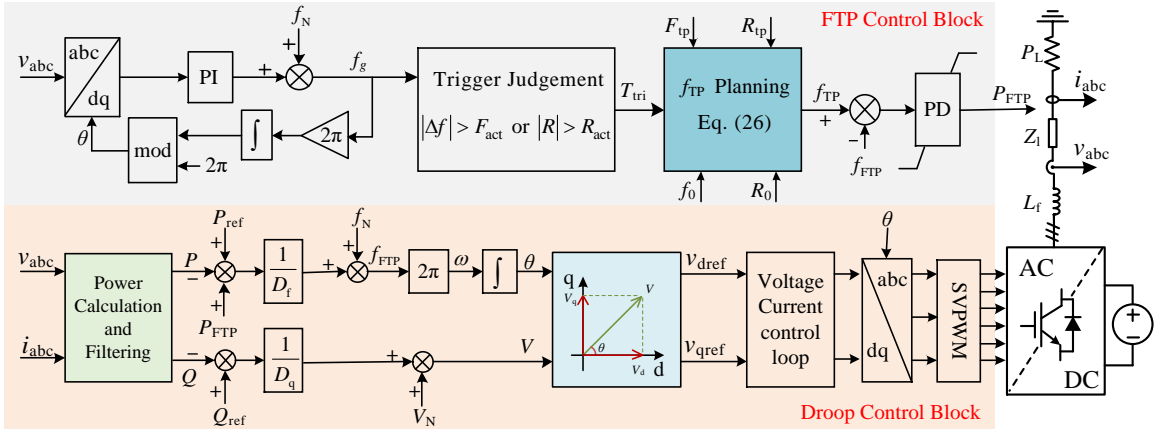 FTP Control Block
v_abc
abc
dq
PI
+
+
f_N
f_g
θ
mod
2π
∫
2π
Trigger Judgement
|Δf| > F_act or |R| > R_act
T_tri
F_tp
R_tp
f_TP Planning
Eq. (26)
f_0
R_0
f_TP
+
−
f_FTP
PD
P_FTP
P_L
i_abc
Z_l
v_abc
L_f
v_abc
i_abc
Power
Calculation
and
Filtering
P
−
P_ref
+
+
P_FTP
1
D_f
+
+
f_N
f_FTP
2π
ω
∫
θ
Q
−
+
Q_ref
1
D_q
+
+
V_N
V
q
V_q
V
θ
V_d
d
v_dref
v_qref
Voltage
Current
control
loop
θ
abc
dq
SVPWM
AC
DC
Droop Control Block